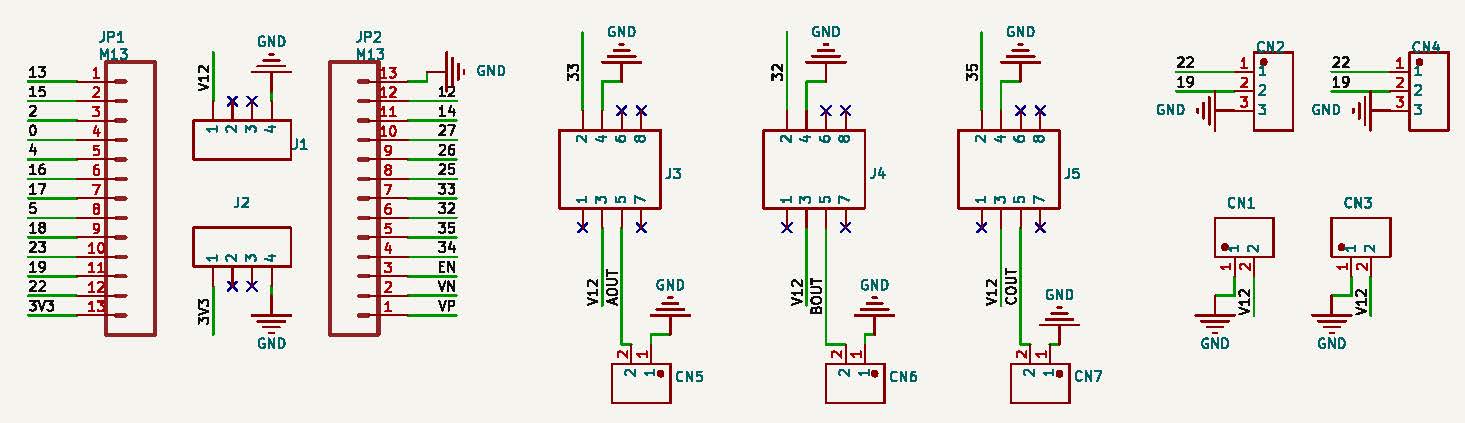 JP1
M13
13 1
15 2
2 3
0 4
4 5
16 6
17 7
5 8
18 9
23 10
19 11
22 12
3V3 13
V12
GND
1 2 3 4
J1
J2
1 2 3 4
3V3
GND
JP2
M13
13 GND
12 12
11 14
10 27
9 26
8 25
7 33
6 32
5 35
4 34
3 EN
2 VN
1 VP
33
GND
2 4 6 8
J3
1 3 5 7
V12
AOUT
GND
2 1
2 1
CN5
32
GND
2 4 6 8
J4
1 3 5 7
V12
BOUT
GND
2 1
2 1
CN6
35
GND
2 4 6 8
J5
1 3 5 7
V12
COUT
GND
2 1
2 1
CN7
CN2
22 1 1
19 2 2
GND 3 3
CN4
22 1 1
19 2 2
GND 3 3
CN1
1 2
1 2
V12
GND
CN3
1 2
1 2
V12
GND